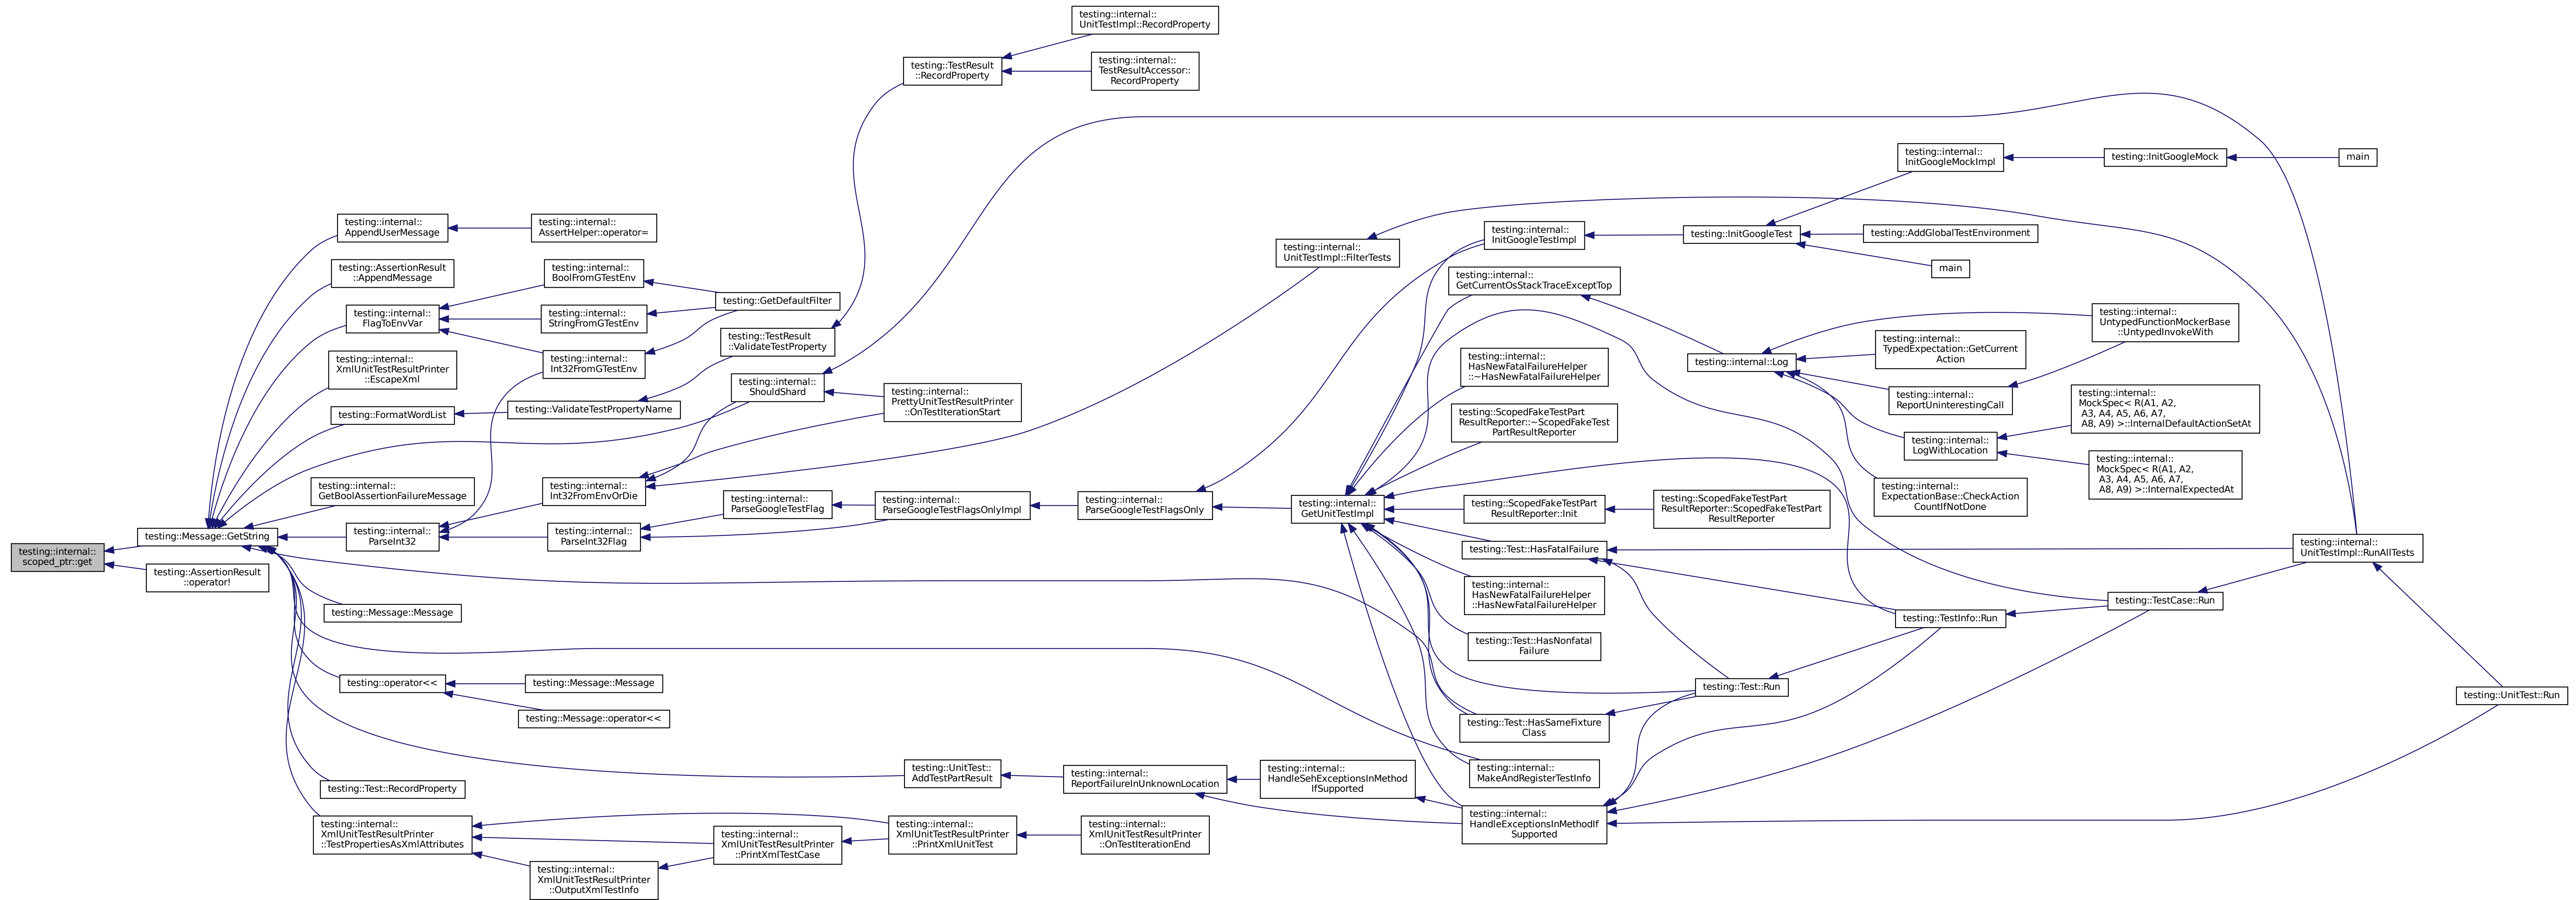 testing::internal::
scoped_ptr::get
testing::Message::GetString
testing::AssertionResult
::operator!
testing::internal::
AppendUserMessage
testing::AssertionResult
::AppendMessage
testing::internal::
FlagToEnvVar
testing::internal::
XmlUnitTestResultPrinter
::EscapeXml
testing::FormatWordList
testing::internal::
GetBoolAssertionFailureMessage
testing::internal::
ParseInt32
testing::Message::Message
testing::operator<<
testing::Test::RecordProperty
testing::internal::
XmlUnitTestResultPrinter
::TestPropertiesAsXmlAttributes
testing::internal::
AssertHelper::operator=
testing::internal::
BoolFromGTestEnv
testing::internal::
StringFromGTestEnv
testing::internal::
Int32FromGTestEnv
testing::ValidateTestPropertyName
testing::internal::
Int32FromEnvOrDie
testing::internal::
ParseInt32Flag
testing::Message::Message
testing::Message::operator<<
testing::internal::
XmlUnitTestResultPrinter
::OutputXmlTestInfo
testing::GetDefaultFilter
testing::TestResult
::ValidateTestProperty
testing::internal::
ShouldShard
testing::internal::
ParseGoogleTestFlag
testing::internal::
XmlUnitTestResultPrinter
::PrintXmlTestCase
testing::TestResult
::RecordProperty
testing::internal::
PrettyUnitTestResultPrinter
::OnTestIterationStart
testing::internal::
ParseGoogleTestFlagsOnlyImpl
testing::UnitTest::
AddTestPartResult
testing::internal::
XmlUnitTestResultPrinter
::PrintXmlUnitTest
testing::internal::
UnitTestImpl::RecordProperty
testing::internal::
TestResultAccessor::
RecordProperty
testing::internal::
ParseGoogleTestFlagsOnly
testing::internal::
ReportFailureInUnknownLocation
testing::internal::
XmlUnitTestResultPrinter
::OnTestIterationEnd
testing::internal::
UnitTestImpl::FilterTests
testing::internal::
GetUnitTestImpl
testing::internal::
HandleSehExceptionsInMethod
IfSupported
testing::internal::
InitGoogleTestImpl
testing::internal::
GetCurrentOsStackTraceExceptTop
testing::internal::
HasNewFatalFailureHelper
::~HasNewFatalFailureHelper
testing::ScopedFakeTestPart
ResultReporter::~ScopedFakeTest
PartResultReporter
testing::ScopedFakeTestPart
ResultReporter::Init
testing::Test::HasFatalFailure
testing::internal::
HasNewFatalFailureHelper
::HasNewFatalFailureHelper
testing::Test::HasNonfatal
Failure
testing::Test::HasSameFixture
Class
testing::internal::
MakeAndRegisterTestInfo
testing::internal::
HandleExceptionsInMethodIf
Supported
testing::InitGoogleTest
testing::internal::Log
testing::ScopedFakeTestPart
ResultReporter::ScopedFakeTestPart
ResultReporter
testing::Test::Run
testing::internal::
InitGoogleMockImpl
testing::AddGlobalTestEnvironment
main
testing::internal::
TypedExpectation::GetCurrent
Action
testing::internal::
ReportUninterestingCall
testing::internal::
LogWithLocation
testing::internal::
ExpectationBase::CheckAction
CountIfNotDone
testing::TestInfo::Run
testing::InitGoogleMock
testing::internal::
UntypedFunctionMockerBase
::UntypedInvokeWith
testing::internal::
MockSpec< R(A1, A2,
A3, A4, A5, A6, A7,
A8, A9) >::InternalDefaultActionSetAt
testing::internal::
MockSpec< R(A1, A2,
A3, A4, A5, A6, A7,
A8, A9) >::InternalExpectedAt
testing::TestCase::Run
main
testing::internal::
UnitTestImpl::RunAllTests
testing::UnitTest::Run